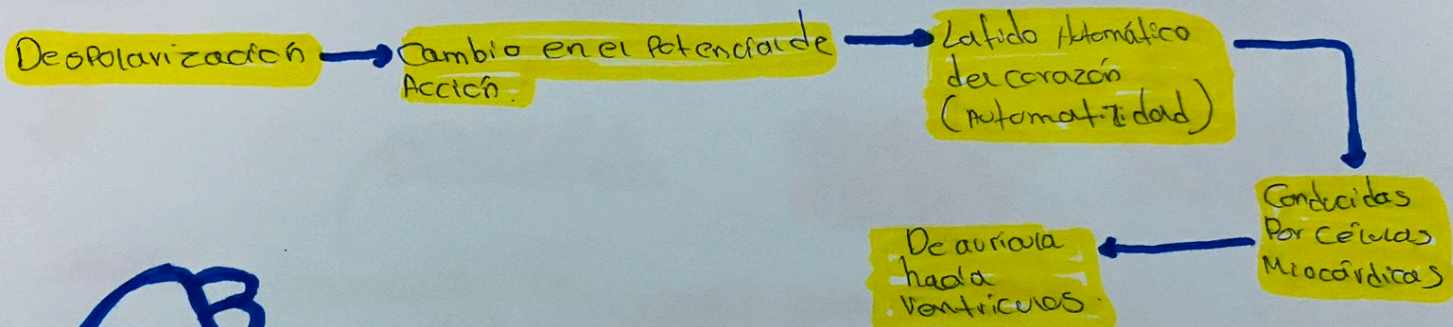 Despolarización
Cambio en el Potencial de
Acción.
Latido Automático
del corazón
(Automatizidad)
Conducidas
Por Células
Miocárdicas
De aurícula
hacia
Ventrículos.